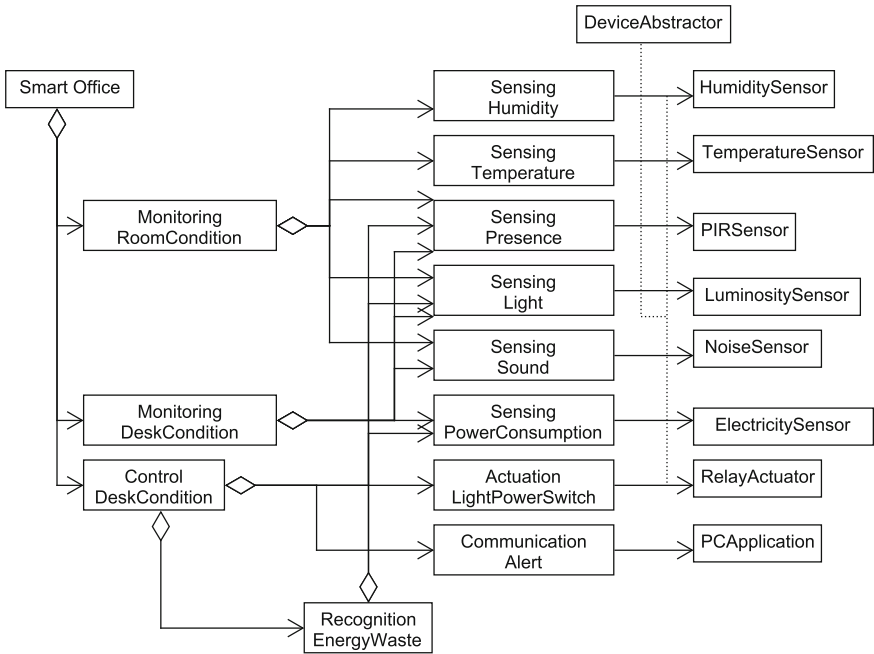 DeviceAbstractor
Smart Office
Sensing
Humidity
HumiditySensor
Sensing
Temperature
TemperatureSensor
Monitoring
RoomCondition
Sensing
Presence
PIRSensor
Sensing
Light
LuminositySensor
Sensing
Sound
NoiseSensor
Monitoring
DeskCondition
Sensing
PowerConsumption
ElectricitySensor
Control
DeskCondition
Actuation
LightPowerSwitch
RelayActuator
Communication
Alert
PCApplication
Recognition
EnergyWaste